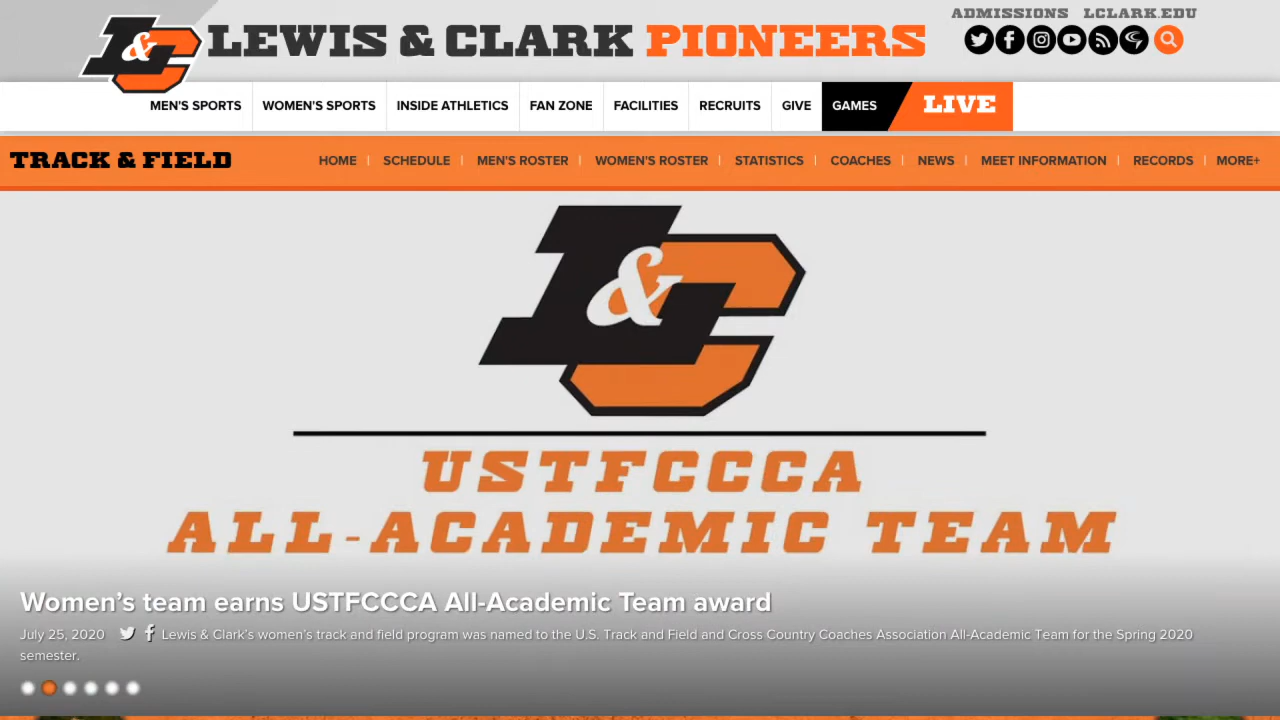 ADMISSIONS LCLARK.EDU
L&C LEWIS & CLARK PIONEERS
MEN'S SPORTS WOMEN'S SPORTS INSIDE ATHLETICS FAN ZONE FACILITIES RECRUITS GIVE GAMES LIVE
TRACK & FIELD HOME SCHEDULE MEN'S ROSTER WOMEN'S ROSTER STATISTICS COACHES NEWS MEET INFORMATION RECORDS MORE+
L&C
USTFCCCA
ALL-ACADEMIC TEAM
Women’s team earns USTFCCCA All-Academic Team award
July 25, 2020 Lewis & Clark’s women’s track and field program was named to the U.S. Track and Field and Cross Country Coaches Association All-Academic Team for the Spring 2020
semester.